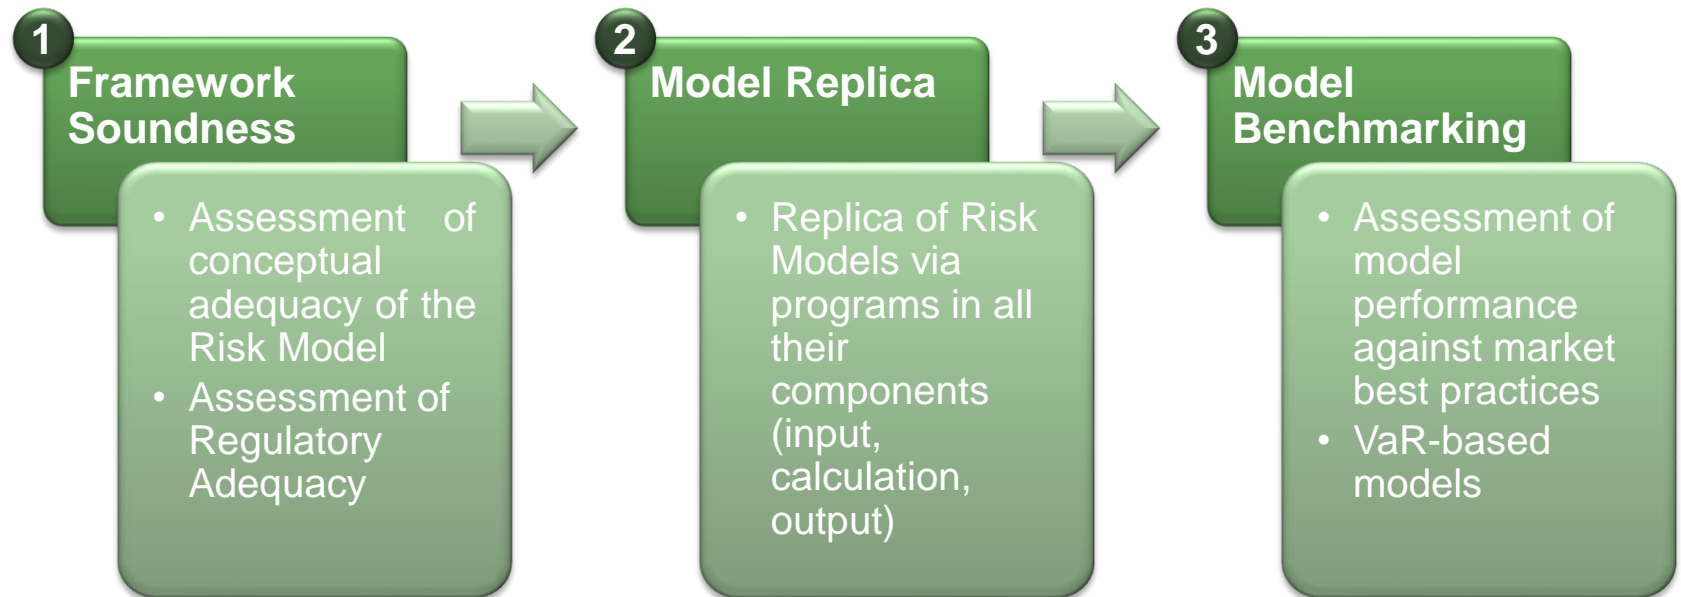 1
Framework
Soundness
• Assessment of
conceptual
adequacy of the
Risk Model
• Assessment of
Regulatory
Adequacy
2
Model Replica
• Replica of Risk
Models via
programs in all
their
components
(input,
calculation,
output)
3
Model
Benchmarking
• Assessment of
model
performance
against market
best practices
• VaR-based
models